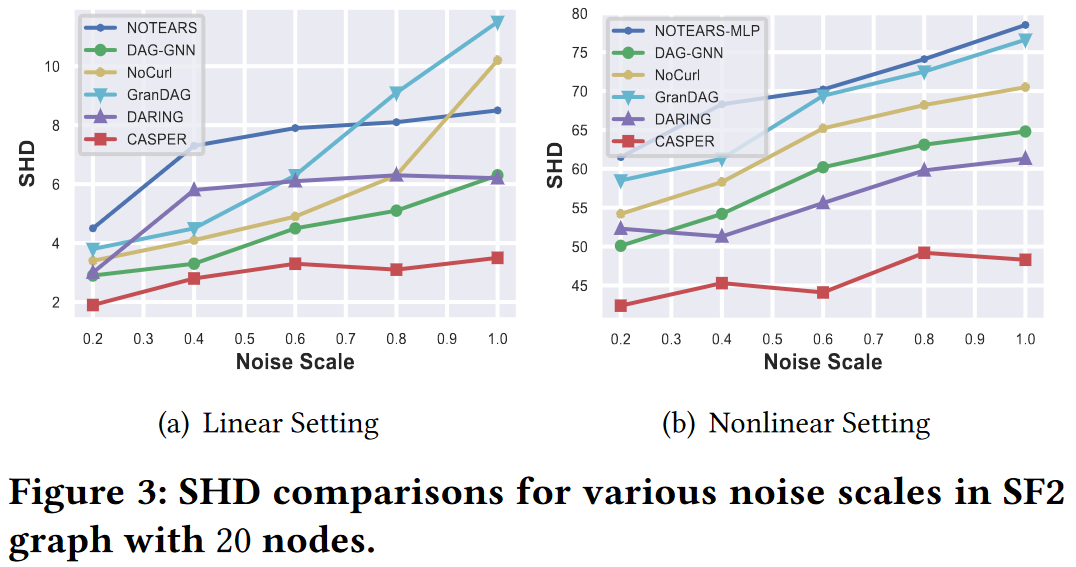 NOTEARS
DAG-GNN
NoCurl
GranDAG
DARING
CASPER
SHD
10
8
6
4
2
0.2 0.3 0.4 0.5 0.6 0.7 0.8 0.9 1.0
Noise Scale
(a) Linear Setting
NOTEARS-MLP
DAG-GNN
NoCurl
GranDAG
DARING
CASPER
SHD
80
75
70
65
60
55
50
45
0.2 0.3 0.4 0.5 0.6 0.7 0.8 0.9 1.0
Noise Scale
(b) Nonlinear Setting
Figure 3: SHD comparisons for various noise scales in SF2
graph with 20 nodes.